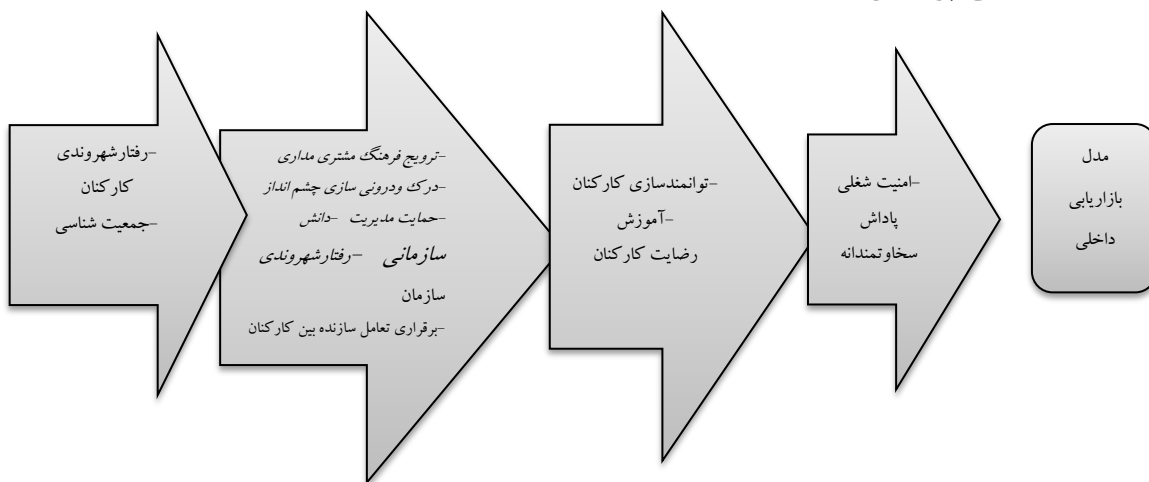 -رفتارشهروندی
کارکنان
-جمعیت شناسی
-ترویج فرهنگ مشتری مداری
-درک ودرونی سازی چشم انداز
-حمایت مدیریت -دانش
سازمانی -رفتارشهروندی
سازمان
-برقراری تعامل سازنده بین کارکنان
-توانمندسازی کارکنان
-آموزش
رضایت کارکنان
-امنیت شغلی
پاداش
سخاوتمندانه
مدل
بازاریابی
داخلی